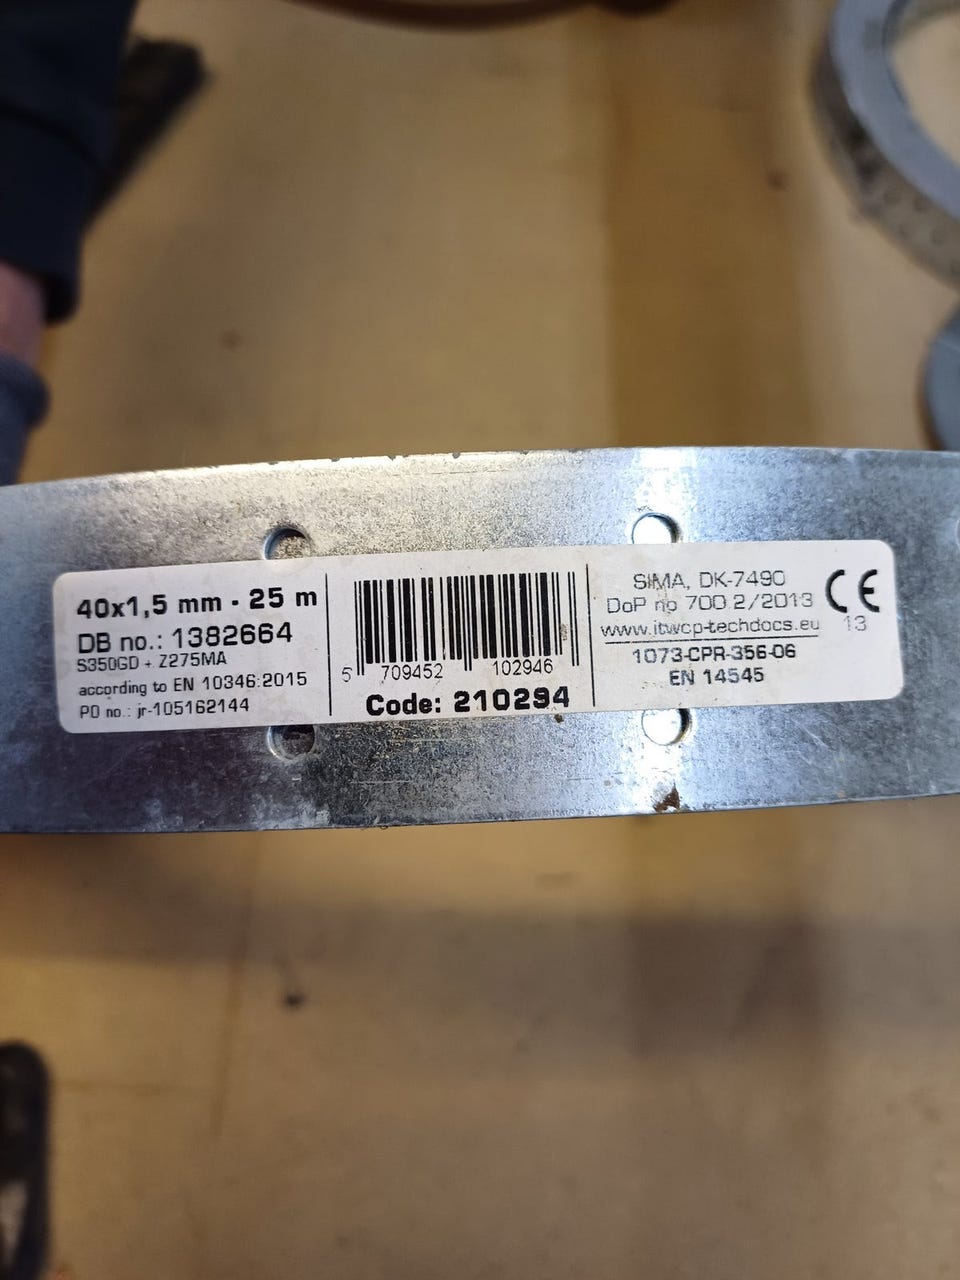 40x1,5 mm - 25 m
DB no.: 1382664
S350GD + Z275MA
according to EN 10346:2015
PO no.: jr-105162144
5 709452 102946
Code: 210294
SIMA, DK-7490
DoP no 700.2/2013
www.itwcp-techdocs.eu
1073-CPR-356-06
EN 14545
CE
13